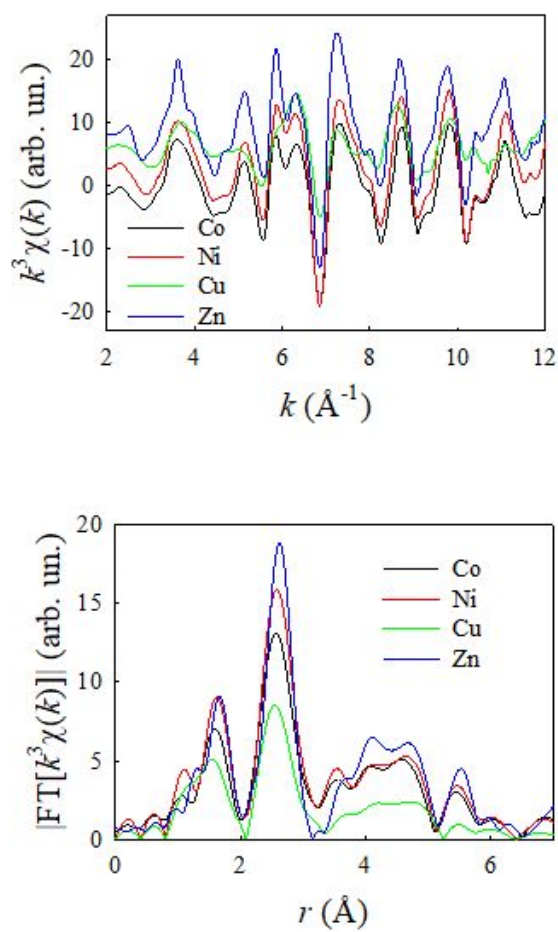 k³χ(k) (arb. un.)
20
10
0
-10
-20
Co
Ni
Cu
Zn
2 4 6 8 10 12
k (Å⁻¹)
|FT[k³χ(k)]| (arb. un.)
20
15
10
5
0
Co
Ni
Cu
Zn
0 2 4 6
r (Å)